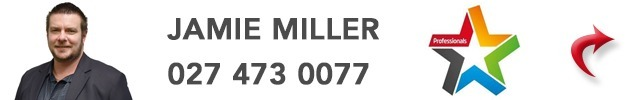 JAMIE MILLER
027 473 0077
Professionals